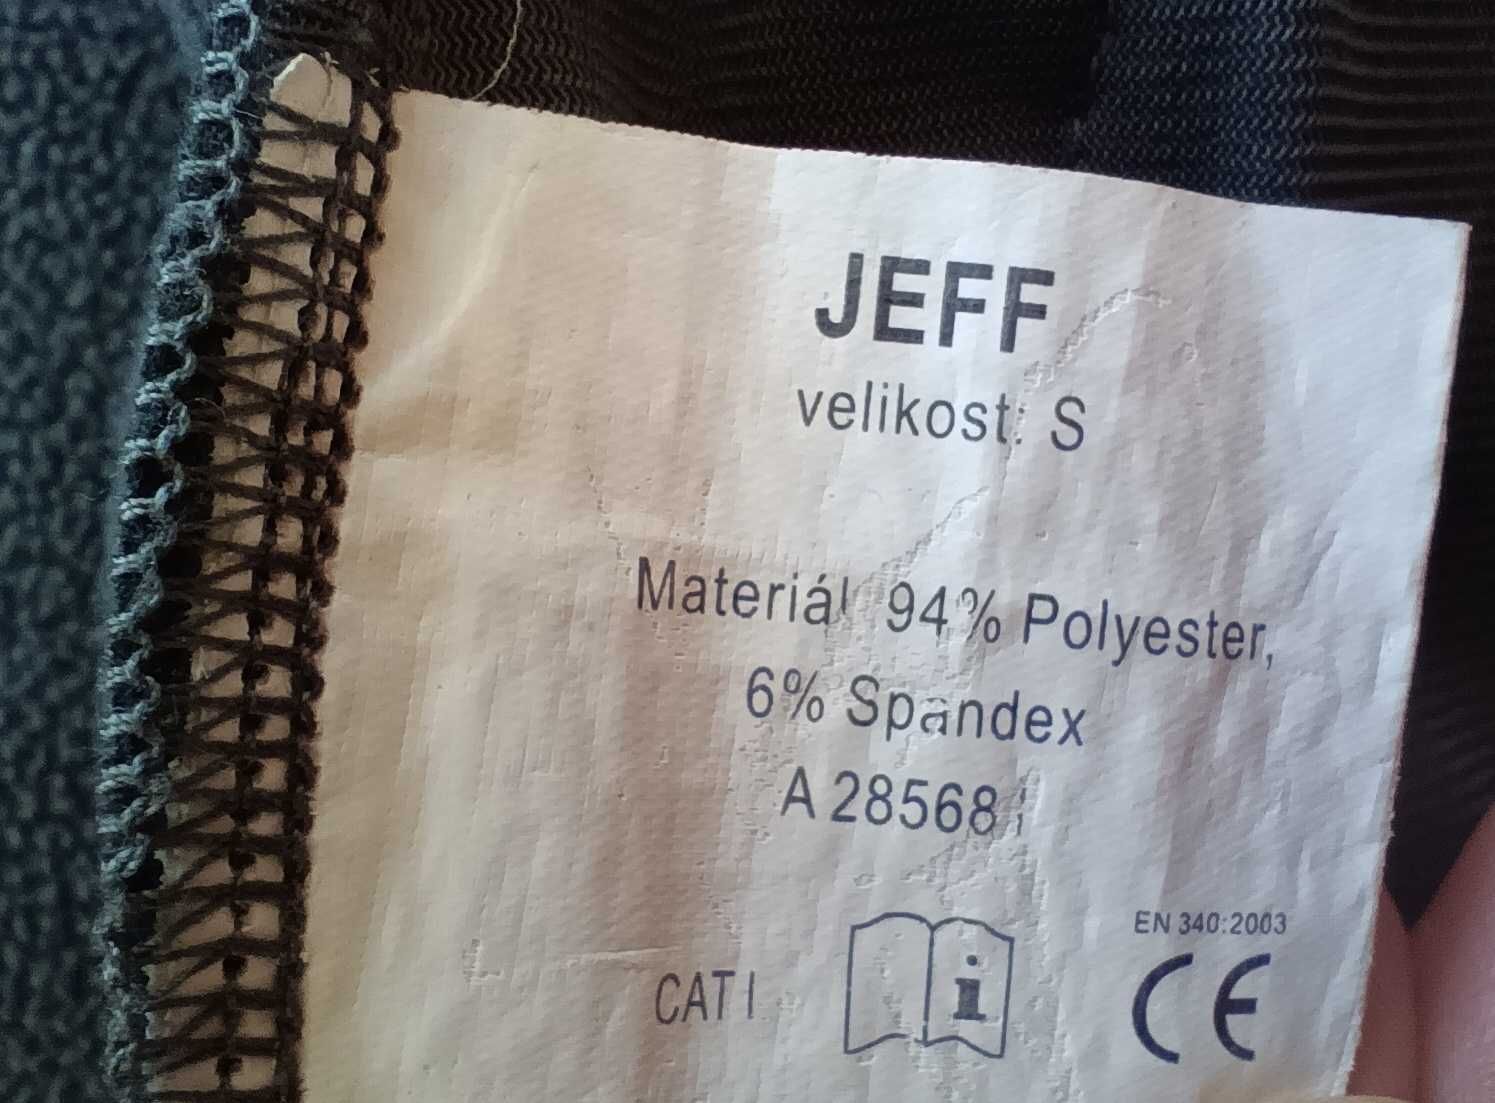 JEFF
velikost: S
Materiál 94% Polyester,
6% Spandex
A 28568
EN 340:2003
CAT I
i
CE